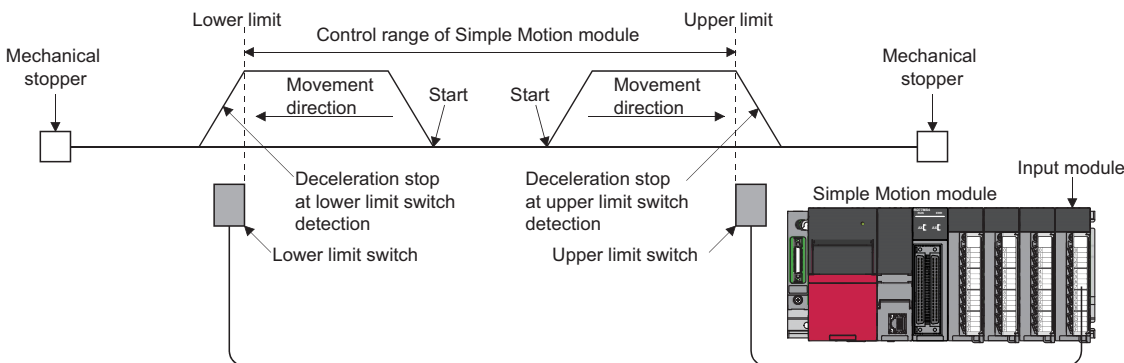 Lower limit
Upper limit
Control range of Simple Motion module
Mechanical
stopper
Mechanical
stopper
Movement
direction
Start
Start
Movement
direction
Deceleration stop
at lower limit switch
detection
Deceleration stop
at upper limit switch
detection
Input module
Simple Motion module
Lower limit switch
Upper limit switch